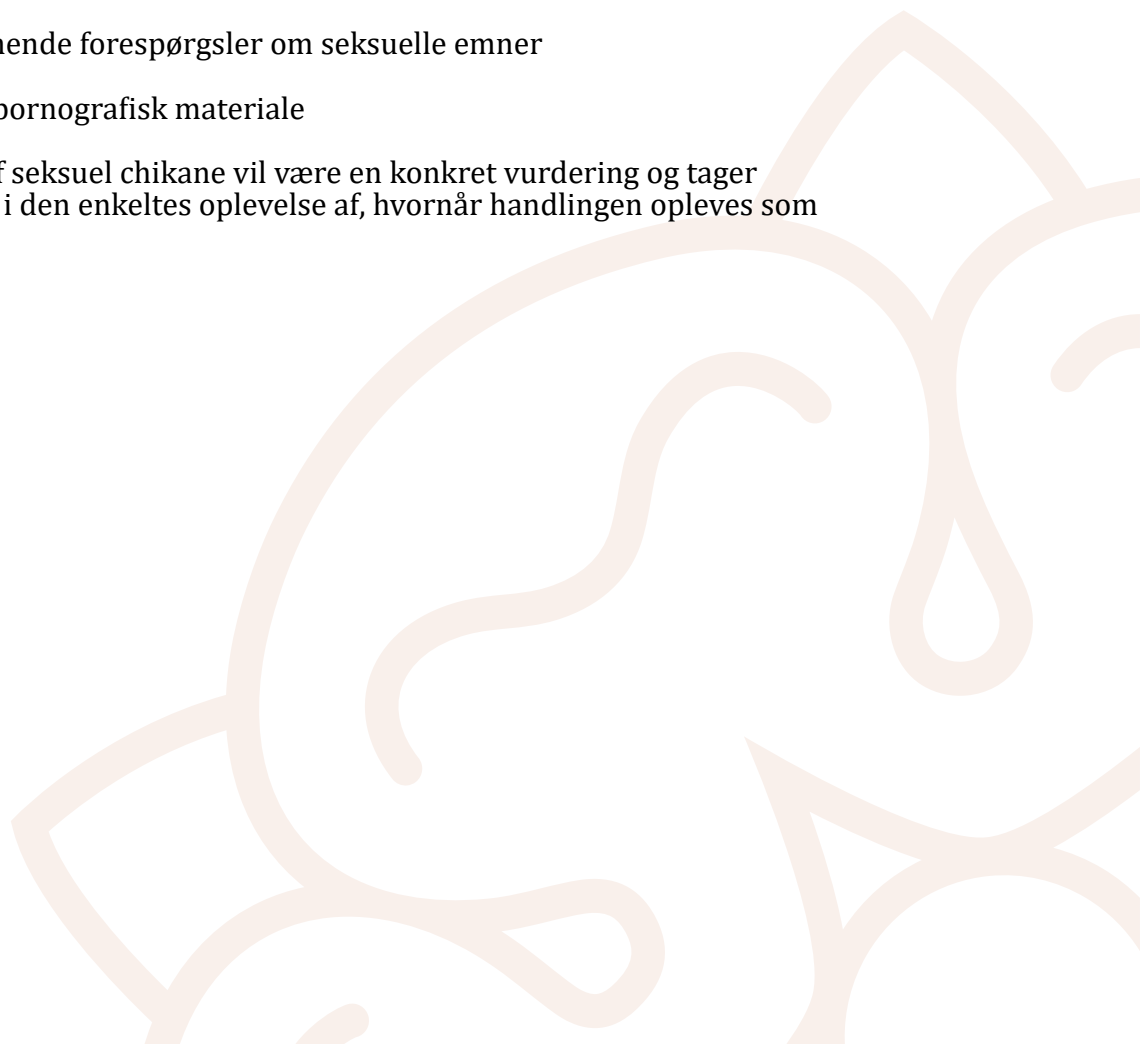 forespørgsler om seksuelle emner
pornografisk materiale
seksuel chikane vil være en konkret vurdering og tager
i den enkeltes oplevelse af, hvornår handlingen opleves som